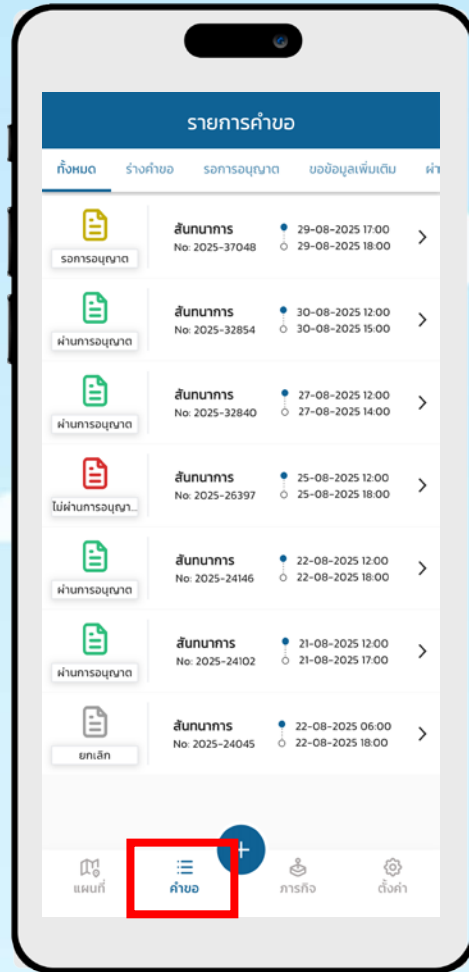 รายการคำขอ
ทั้งหมด ร่างคำขอ รอการอนุญาต ขอข้อมูลเพิ่มเติม ผ่า
สันทนาการ 29-08-2025 17:00
No: 2025-37048 29-08-2025 18:00
รอการอนุญาต
สันทนาการ 30-08-2025 12:00
No: 2025-32854 30-08-2025 15:00
ผ่านการอนุญาต
สันทนาการ 27-08-2025 12:00
No: 2025-32840 27-08-2025 14:00
ผ่านการอนุญาต
สันทนาการ 25-08-2025 12:00
No: 2025-26397 25-08-2025 18:00
ไม่ผ่านการอนุญา...
สันทนาการ 22-08-2025 12:00
No: 2025-24146 22-08-2025 18:00
ผ่านการอนุญาต
สันทนาการ 21-08-2025 12:00
No: 2025-24102 21-08-2025 17:00
ผ่านการอนุญาต
สันทนาการ 22-08-2025 06:00
No: 2025-24045 22-08-2025 18:00
ยกเลิก
แผนที่ คำขอ ภารกิจ ตั้งค่า